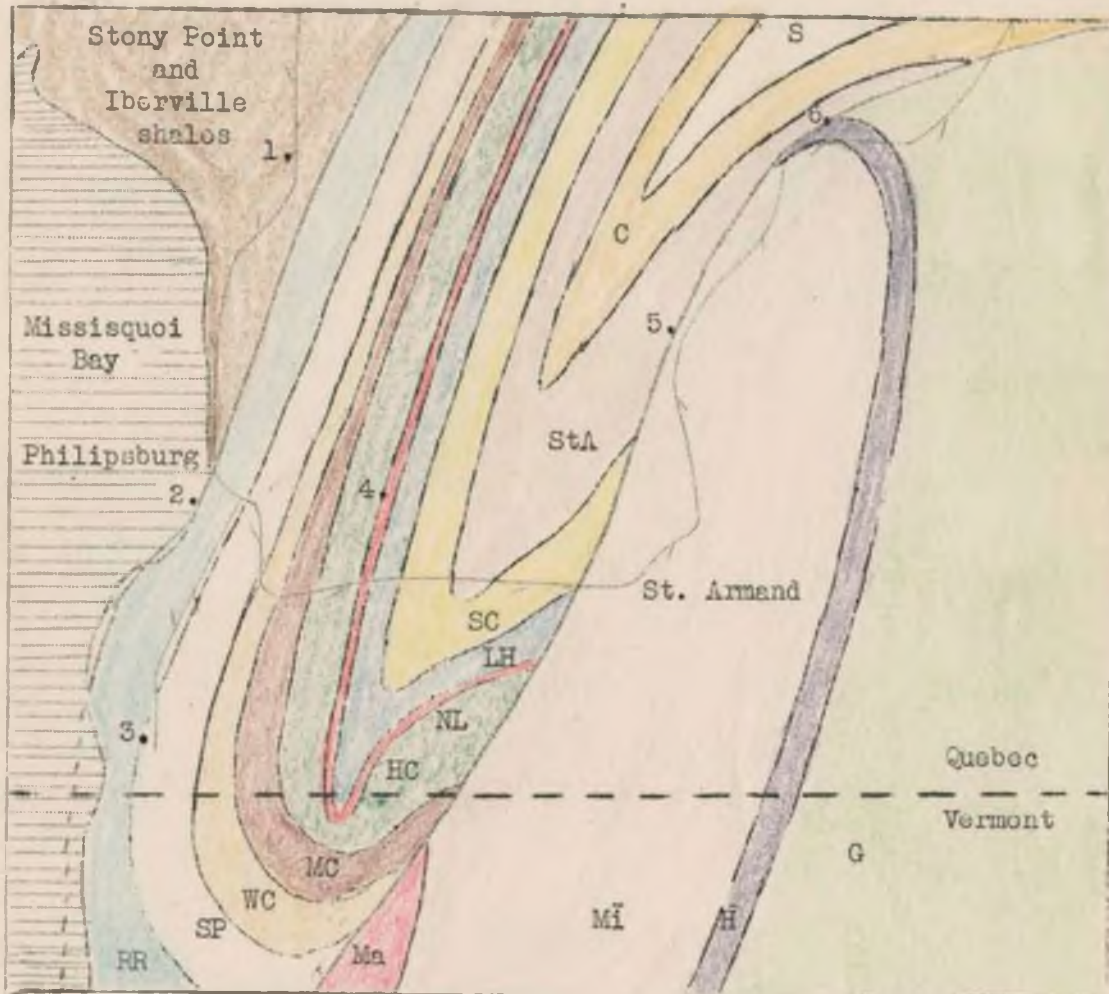 Stony Point
and
Iberville
shalos
S
6.
1.
C
Missisquoi
Bay
5.
StA
Philipsburg
4.
2.
St. Armand
SC
LH
NL
3.
HC
Quebec
Vermont
G
MC
WC
SP
Mi
H
Ma
RR